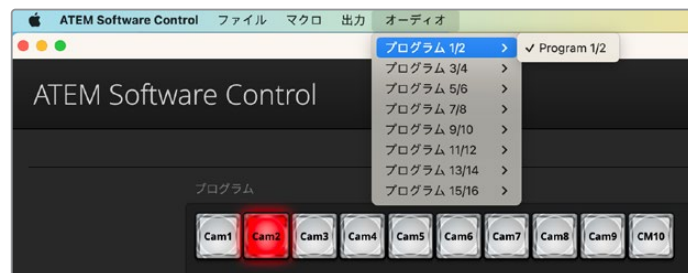 ATEM Software Control ファイル マクロ 出力 オーディオ
プログラム 1/2 > ✓ Program 1/2
プログラム 3/4 >
プログラム 5/6 >
プログラム 7/8 >
プログラム 9/10 >
プログラム 11/12 >
プログラム 13/14 >
プログラム 15/16 >
ATEM Software Control
プログラム
Cam1 Cam2 Cam3 Cam4 Cam5 Cam6 Cam7 Cam8 Cam9 CM10